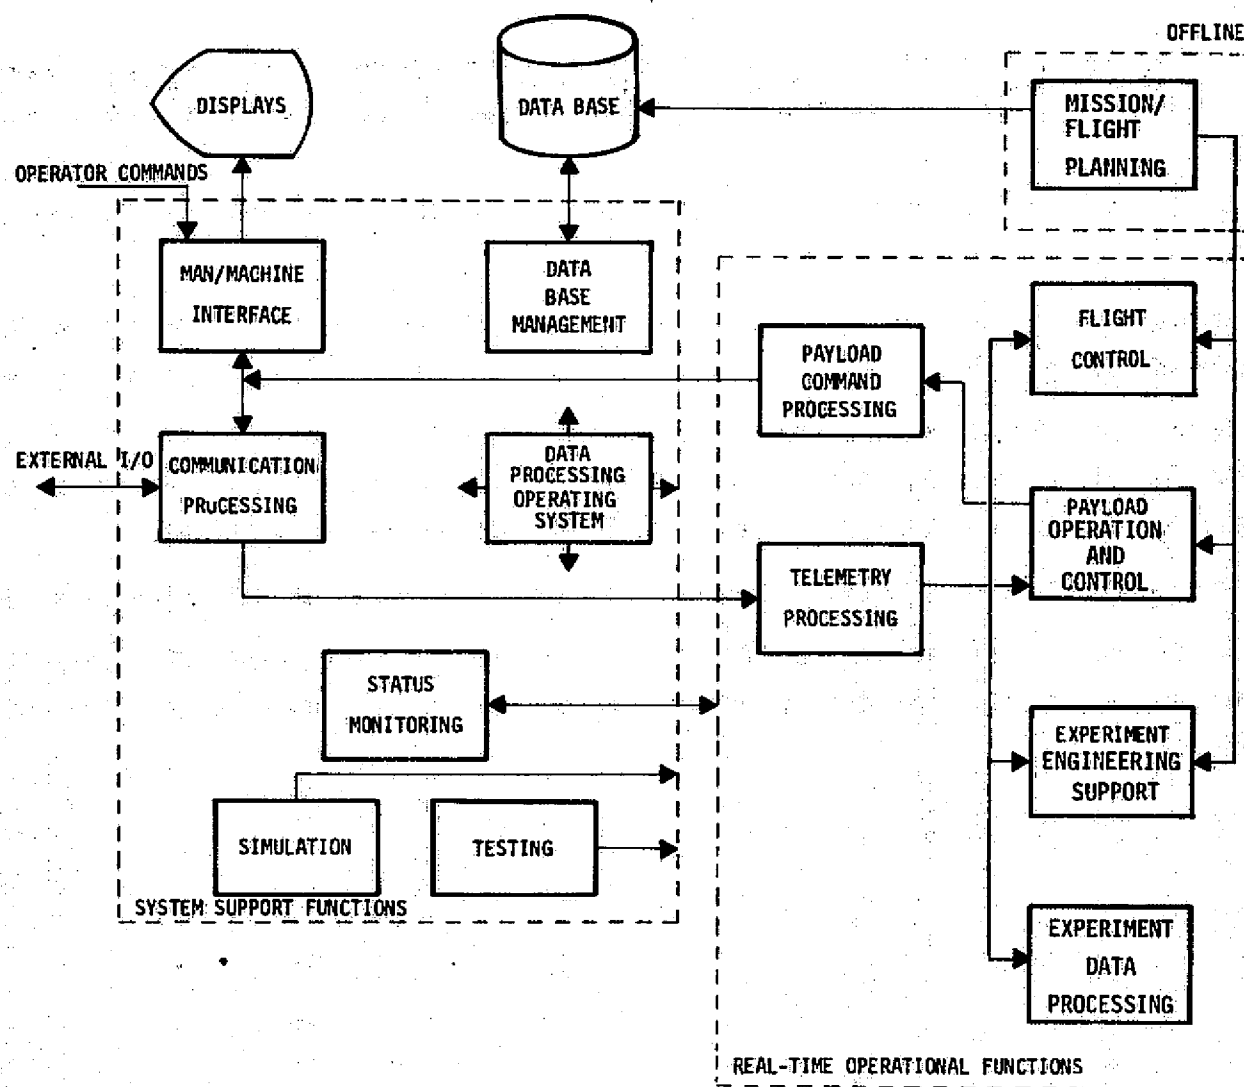 OFFLINE
DISPLAYS
DATA BASE
MISSION/
FLIGHT
PLANNING
OPERATOR COMMANDS
MAN/MACHINE
INTERFACE
DATA
BASE
MANAGEMENT
FLIGHT
CONTROL
PAYLOAD
COMMAND
PROCESSING
EXTERNAL I/O
COMMUNICATION
PRuCESSING
DATA
PROCESSING
OPERATING
SYSTEM
PAYLOAD
OPERATION
AND
CONTROL
TELEMETRY
PROCESSING
STATUS
MONITORING
EXPERIMENT
ENGINEERING
SUPPORT
SIMULATION
TESTING
SYSTEM SUPPORT FUNCTIONS
EXPERIMENT
DATA
PROCESSING
REAL-TIME OPERATIONAL FUNCTIONS